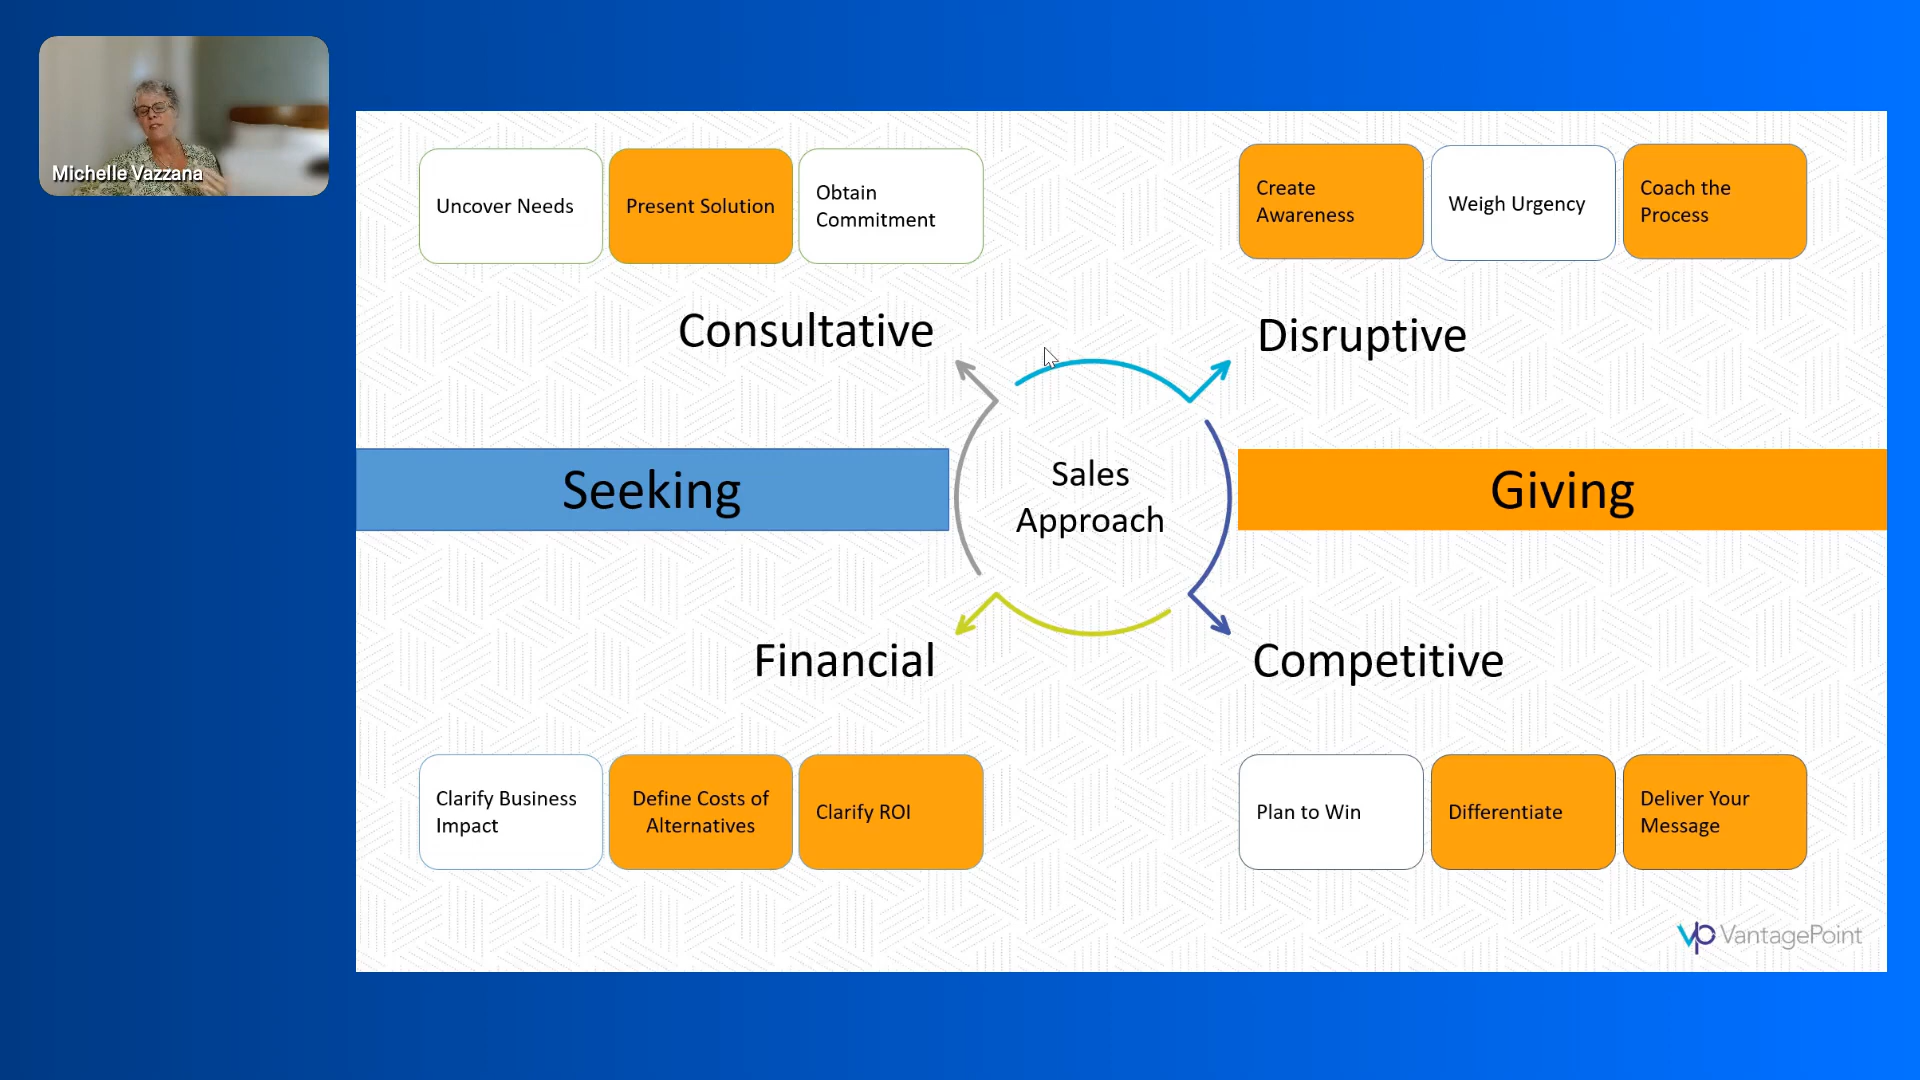 Michelle Vazzana
Uncover Needs
Present Solution
Obtain
Commitment
Create
Awareness
Weigh Urgency
Coach the
Process
Consultative
Disruptive
Seeking
Sales
Approach
Giving
Financial
Competitive
Clarify Business
Impact
Define Costs of
Alternatives
Clarify ROI
Plan to Win
Differentiate
Deliver Your
Message
VP VantagePoint